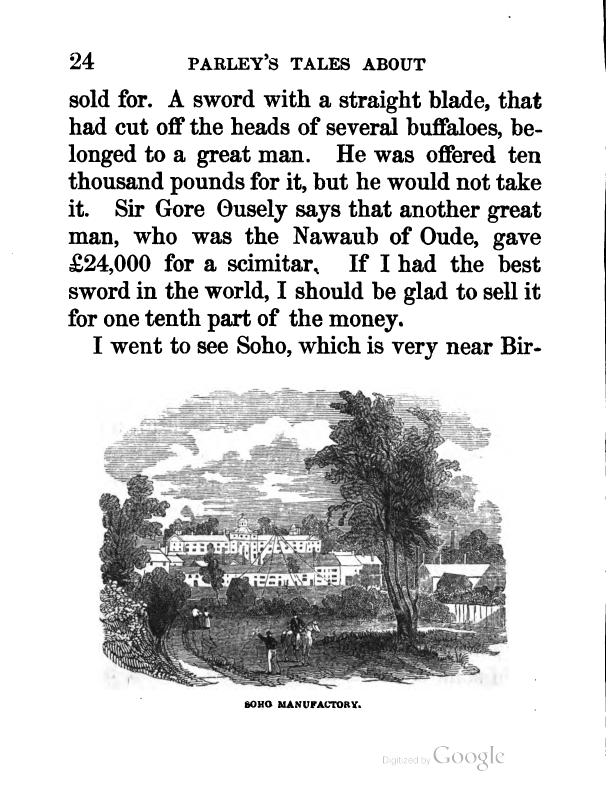 24 PARLEY'S TALES ABOUT
sold for. A sword with a straight blade, that
had cut off the heads of several buffaloes, be-
longed to a great man. He was offered ten
thousand pounds for it, but he would not take
it. Sir Gore Ousely says that another great
man, who was the Nawaub of Oude, gave
£24,000 for a scimitar. If I had the best
sword in the world, I should be glad to sell it
for one tenth part of the money.
I went to see Soho, which is very near Bir-
SOHO MANUFACTORY.
Digitized by Google